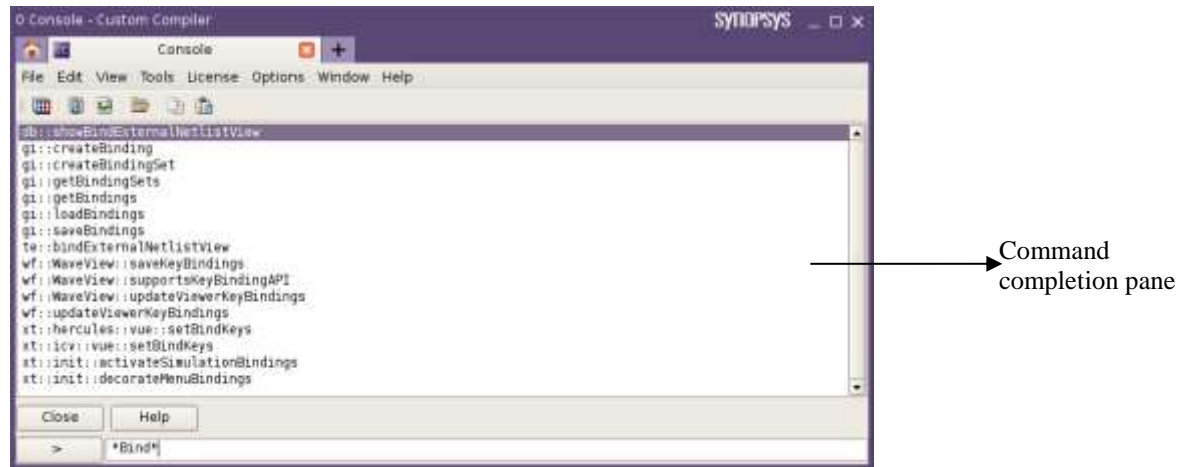 0 Console - Custom Compiler
SYNOPSYS
Console
File Edit View Tools License Options Window Help
db::showBindExternalNetlistView
gi::createBinding
gi::createBindingSet
gi::getBindingSets
gi::getBindings
gi::loadBindings
gi::saveBindings
te::bindExternalNetlistView
wf::WaveView::saveKeyBindings
wf::WaveView::supportsKeyBindingAPI
wf::WaveView::updateViewerKeyBindings
wf::updateViewerKeyBindings
xt::hercules::vue::setBindKeys
xt::icv::vue::setBindKeys
xt::init::activateSimulationBindings
xt::init::decorateMenuBindings
Close Help
> *Bind*
Command
completion pane